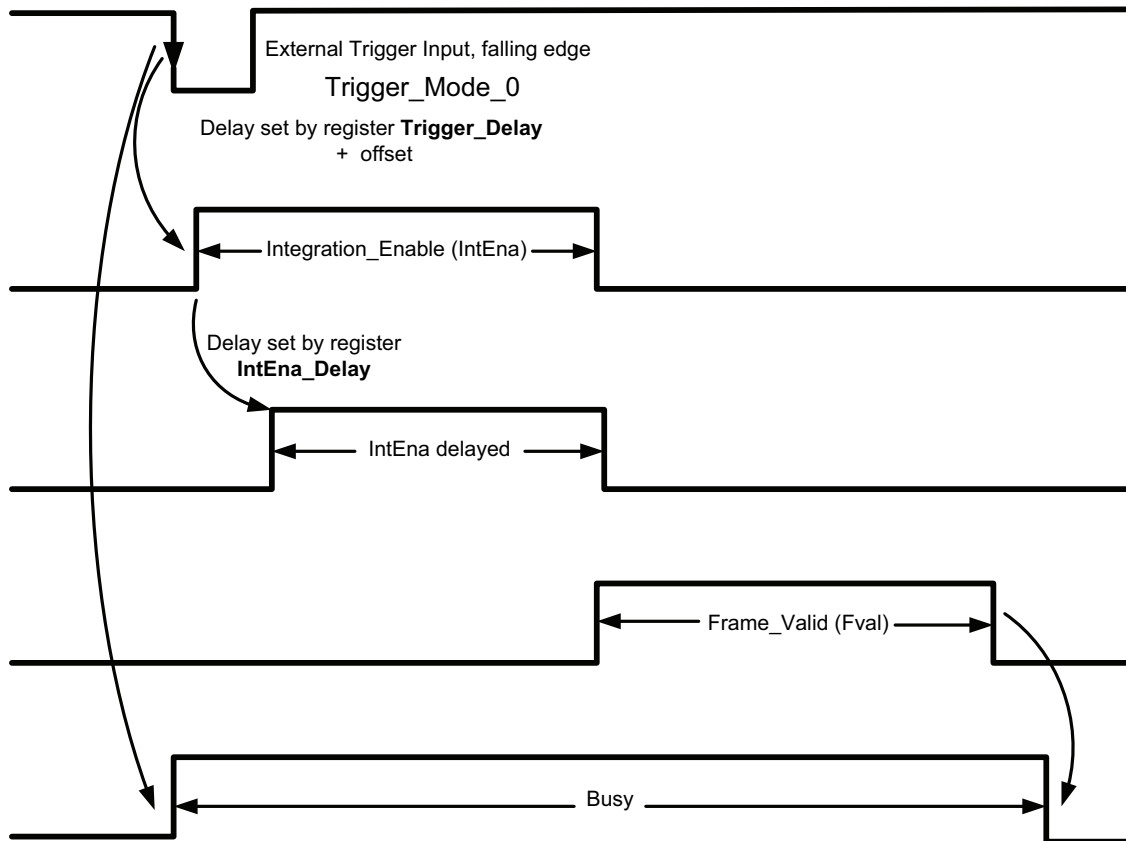 External Trigger Input, falling edge
Trigger_Mode_0
Delay set by register Trigger_Delay
+ offset
Integration_Enable (IntEna)
Delay set by register
IntEna_Delay
IntEna delayed
Frame_Valid (Fval)
Busy